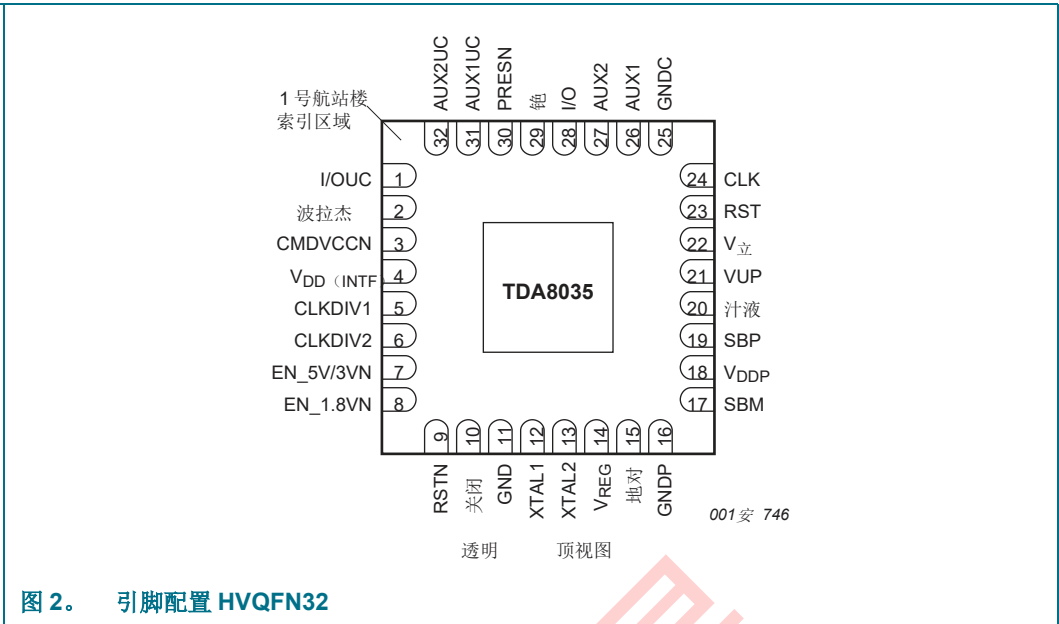 AUX2UC
AUX1UC
PRESN
铯
I/O
AUX2
AUX1
GNDC
1 号航站楼
索引区域
32
31
30
29
28
27
26
25
I/OUC 1
波拉杰 2
CMDVCCN 3
VDD（INTF） 4
CLKDIV1 5
CLKDIV2 6
EN_5V/3VN 7
EN_1.8VN 8
TDA8035
24 CLK
23 RST
22 V立
21 VUP
20 汁液
19 SBP
18 VDDP
17 SBM
9
10
11
12
13
14
15
16
RSTN
关闭
GND
XTAL1
XTAL2
VREG
地对
GNDP
001安 746
透明 顶视图
图 2。 引脚配置 HVQFN32